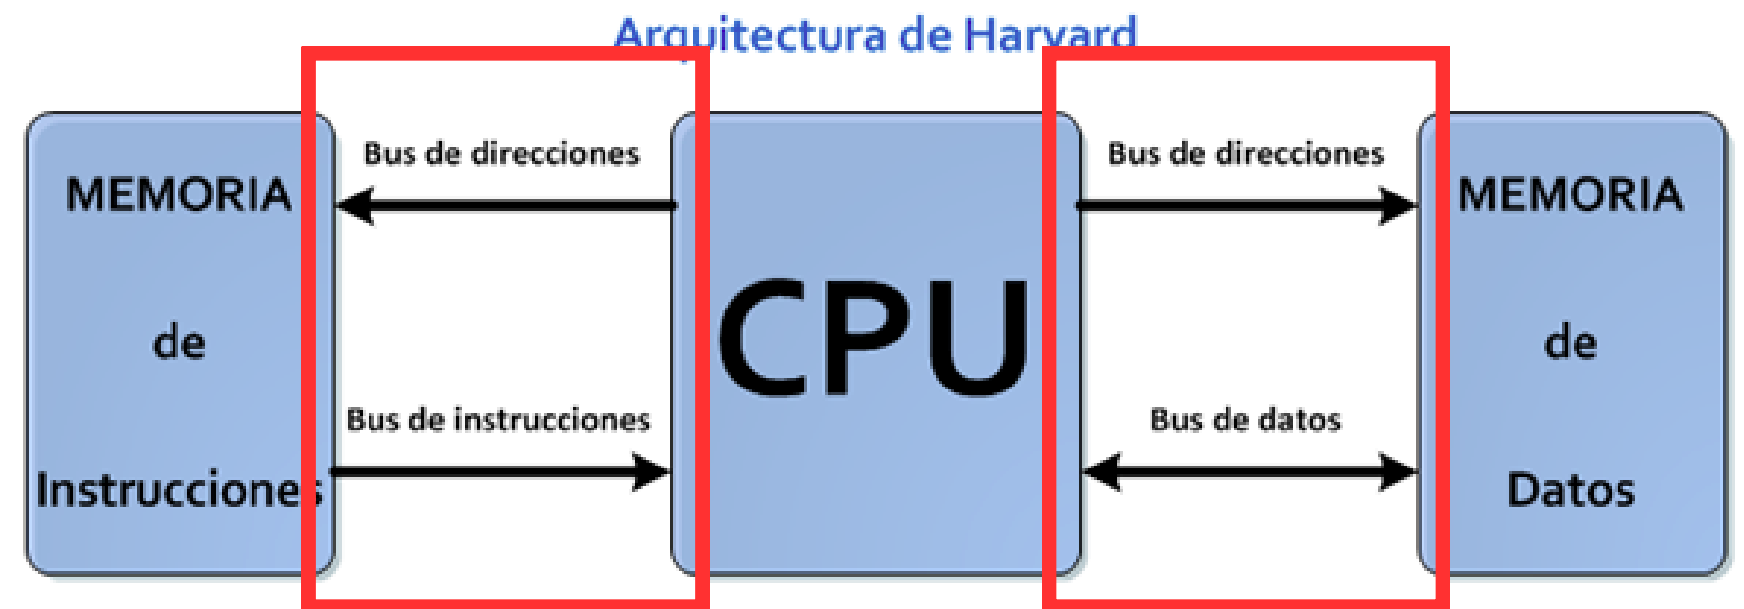 Arquitectura de Harvard
MEMORIA
de
Instrucciones
Bus de direcciones
Bus de instrucciones
CPU
Bus de direcciones
Bus de datos
MEMORIA
de
Datos